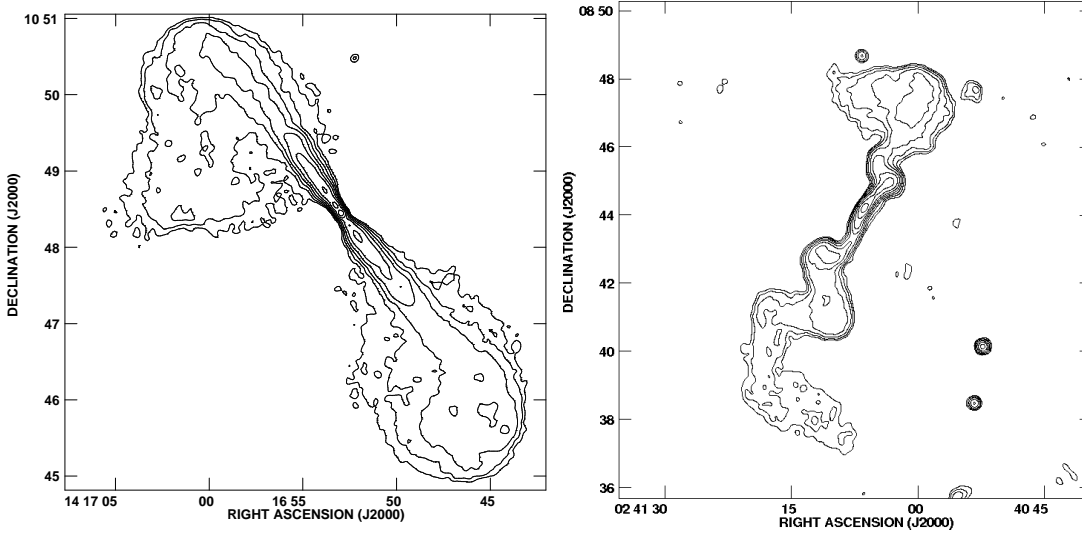 10 51
50
49
48
47
46
45
DECLINATION (J2000)
14 17 05 00 16 55 50 45
RIGHT ASCENSION (J2000)
08 50
48
46
44
42
40
38
36
DECLINATION (J2000)
02 41 30 15 00 40 45
RIGHT ASCENSION (J2000)